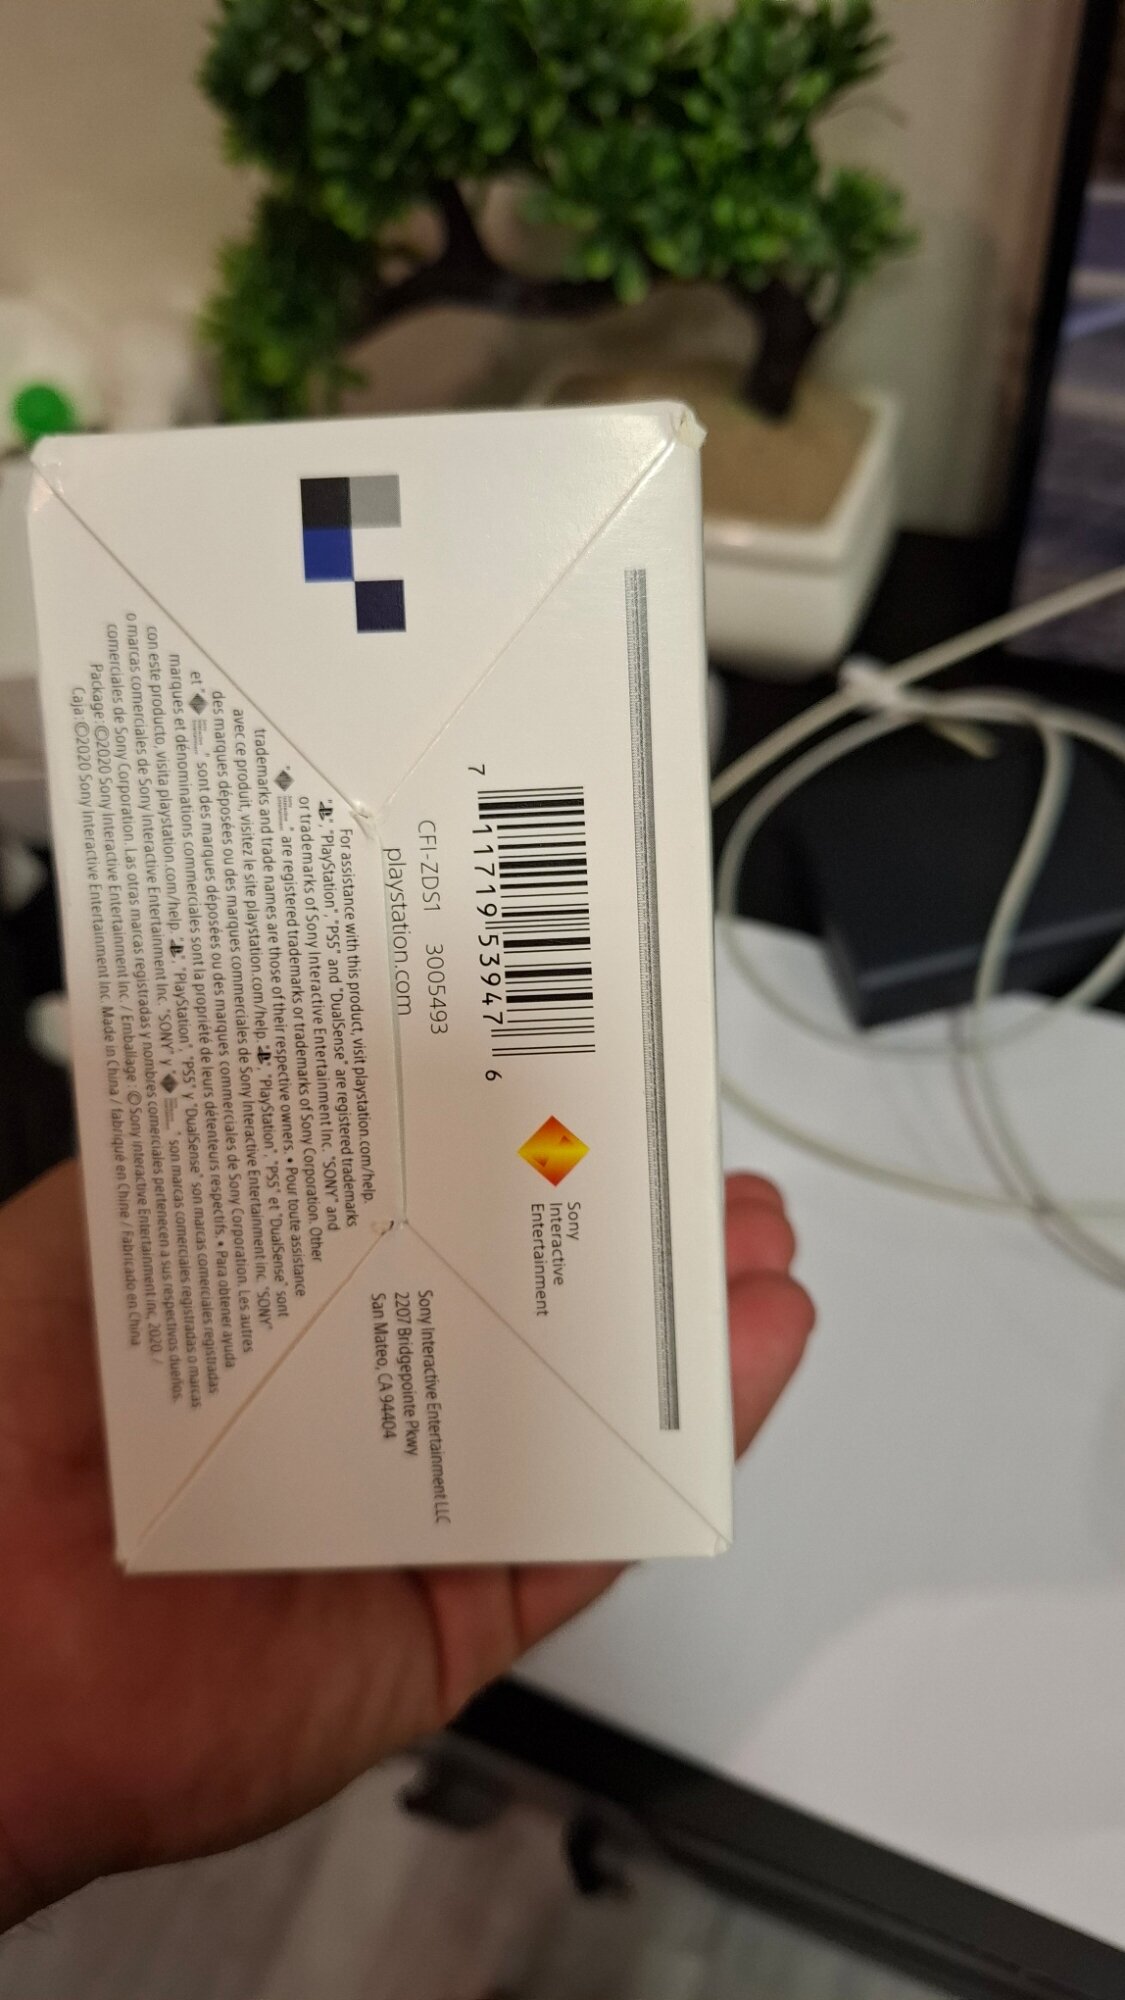 7 11719 53947 6
CFI-ZDS1 3005493
playstation.com
Sony
Interactive
Entertainment
Sony Interactive Entertainment LLC
2207 Bridgepointe Pkwy
San Mateo, CA 94404
For assistance with this product, visit playstation.com/help.
"PlayStation", "PS5" and "DualSense" are registered trademarks
or trademarks of Sony Interactive Entertainment Inc. "SONY" and
" " are registered trademarks or trademarks of Sony Corporation. Other
trademarks and trade names are those of their respective owners. • Pour toute assistance
avec ce produit, visitez le site playstation.com/help. " ", "PlayStation", "PS5" et "DualSense" sont
des marques déposées ou des marques commerciales de Sony Interactive Entertainment Inc. "SONY"
et " " sont des marques déposées ou des marques commerciales de Sony Corporation. Les autres
marques et dénominations commerciales sont la propriété de leurs détenteurs respectifs. • Para obtener ayuda
con este producto, visita playstation.com/help. " ", "PlayStation", "PS5" y "DualSense" son marcas comerciales registradas
o marcas comerciales de Sony Interactive Entertainment Inc. "SONY" y " " son marcas comerciales registradas o marcas
comerciales de Sony Corporation. Las otras marcas registradas y nombres comerciales pertenecen a sus respectivos dueños.
Package: ©2020 Sony Interactive Entertainment Inc. / Emballage : © Sony Interactive Entertainment Inc, 2020. /
Caja: ©2020 Sony Interactive Entertainment Inc. Made in China / fabriqué en Chine / Fabricado en China